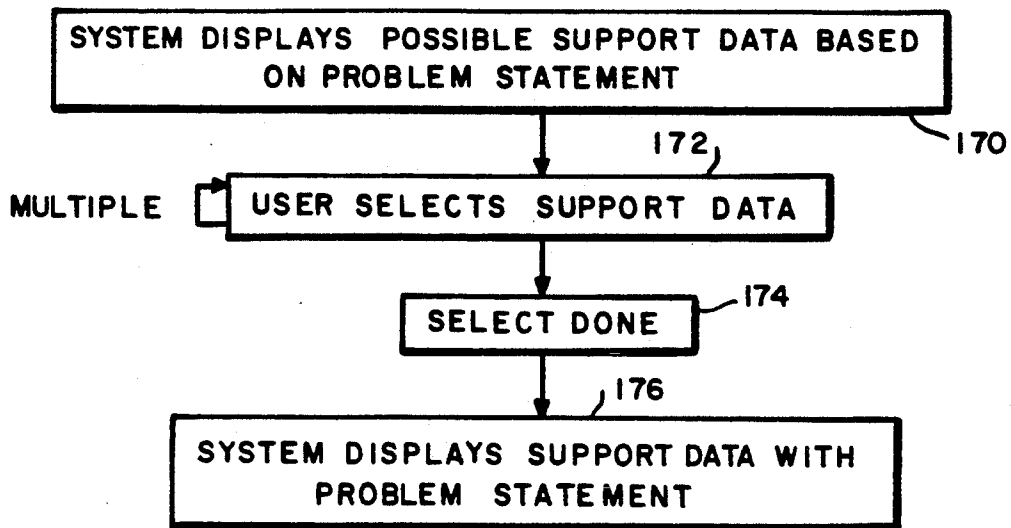 SYSTEM DISPLAYS POSSIBLE SUPPORT DATA BASED
ON PROBLEM STATEMENT
170
172
MULTIPLE
USER SELECTS SUPPORT DATA
174
SELECT DONE
176
SYSTEM DISPLAYS SUPPORT DATA WITH
PROBLEM STATEMENT